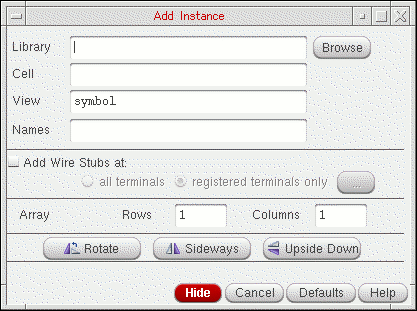 Add Instance
Library Browse
Cell
View symbol
Names
Add Wire Stubs at:
all terminals registered terminals only ...
Array Rows 1 Columns 1
Rotate Sideways Upside Down
Hide Cancel Defaults Help